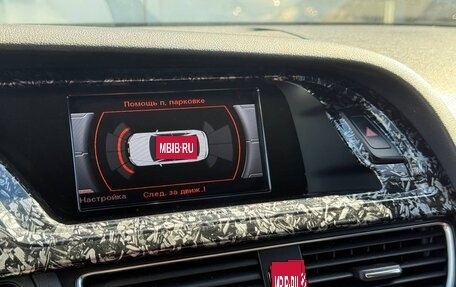 Помощь п. парковке
MBIB·RU
Настройка
След. за движ..!
MBIB·RU